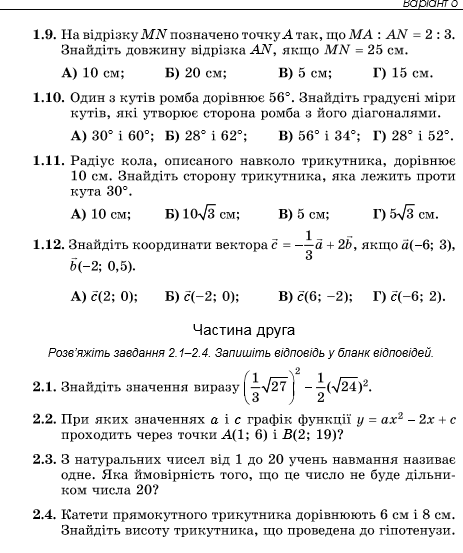 Варіант 6
1.9. На відрізку MN позначено точку A так, що MA : AN = 2 : 3.
Знайдіть довжину відрізка AN, якщо MN = 25 см.
А) 10 см; Б) 20 см; В) 5 см; Г) 15 см.
1.10. Один з кутів ромба дорівнює 56°. Знайдіть градусні міри
кутів, які утворює сторона ромба з його діагоналями.
А) 30° і 60°; Б) 28° і 62°; В) 56° і 34°; Г) 28° і 52°.
1.11. Радіус кола, описаного навколо трикутника, дорівнює
10 см. Знайдіть сторону трикутника, яка лежить проти
кута 30°.
А) 10 см; Б) 10√3 см; В) 5 см; Г) 5√3 см.
1.12. Знайдіть координати вектора c⃗ = −1/3 a⃗ + 2b⃗, якщо a⃗(−6; 3),
b⃗(−2; 0,5).
А) c⃗(2; 0); Б) c⃗(−2; 0); В) c⃗(6; −2); Г) c⃗(−6; 2).
Частина друга
Розв'яжіть завдання 2.1–2.4. Запишіть відповідь у бланк відповідей.
2.1. Знайдіть значення виразу (1/3 √27)² − 1/2 (√24)².
2.2. При яких значеннях a і c графік функції y = ax² − 2x + c
проходить через точки A(1; 6) і B(2; 19)?
2.3. З натуральних чисел від 1 до 20 учень навмання називає
одне. Яка ймовірність того, що це число не буде дільни-
ком числа 20?
2.4. Катети прямокутного трикутника дорівнюють 6 см і 8 см.
Знайдіть висоту трикутника, що проведена до гіпотенузи.